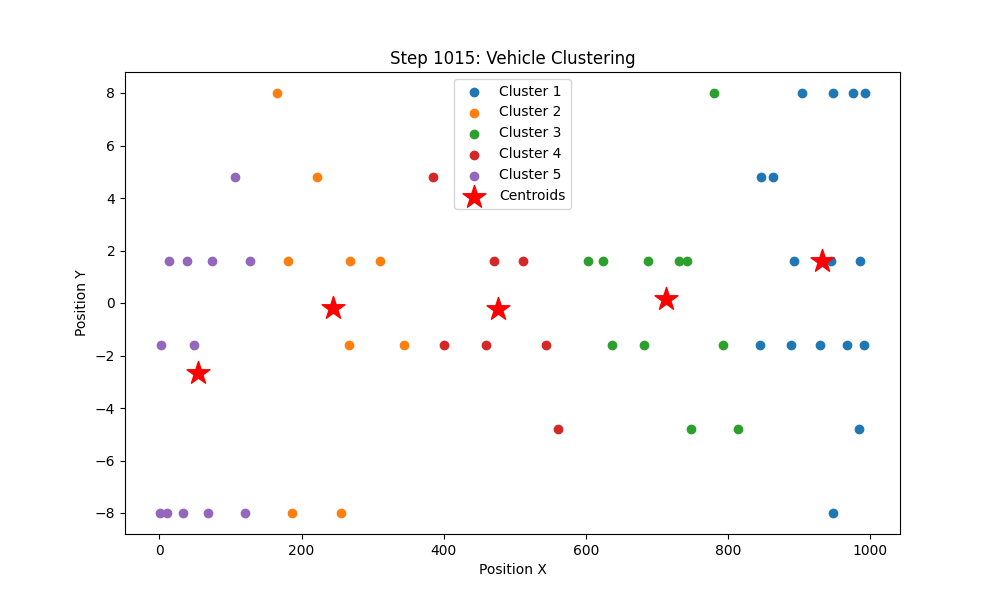 Step 1015: Vehicle Clustering
Cluster 1
Cluster 2
Cluster 3
Cluster 4
Cluster 5
Centroids
Position Y
8
6
4
2
0
−2
−4
−6
−8
0 200 400 600 800 1000
Position X